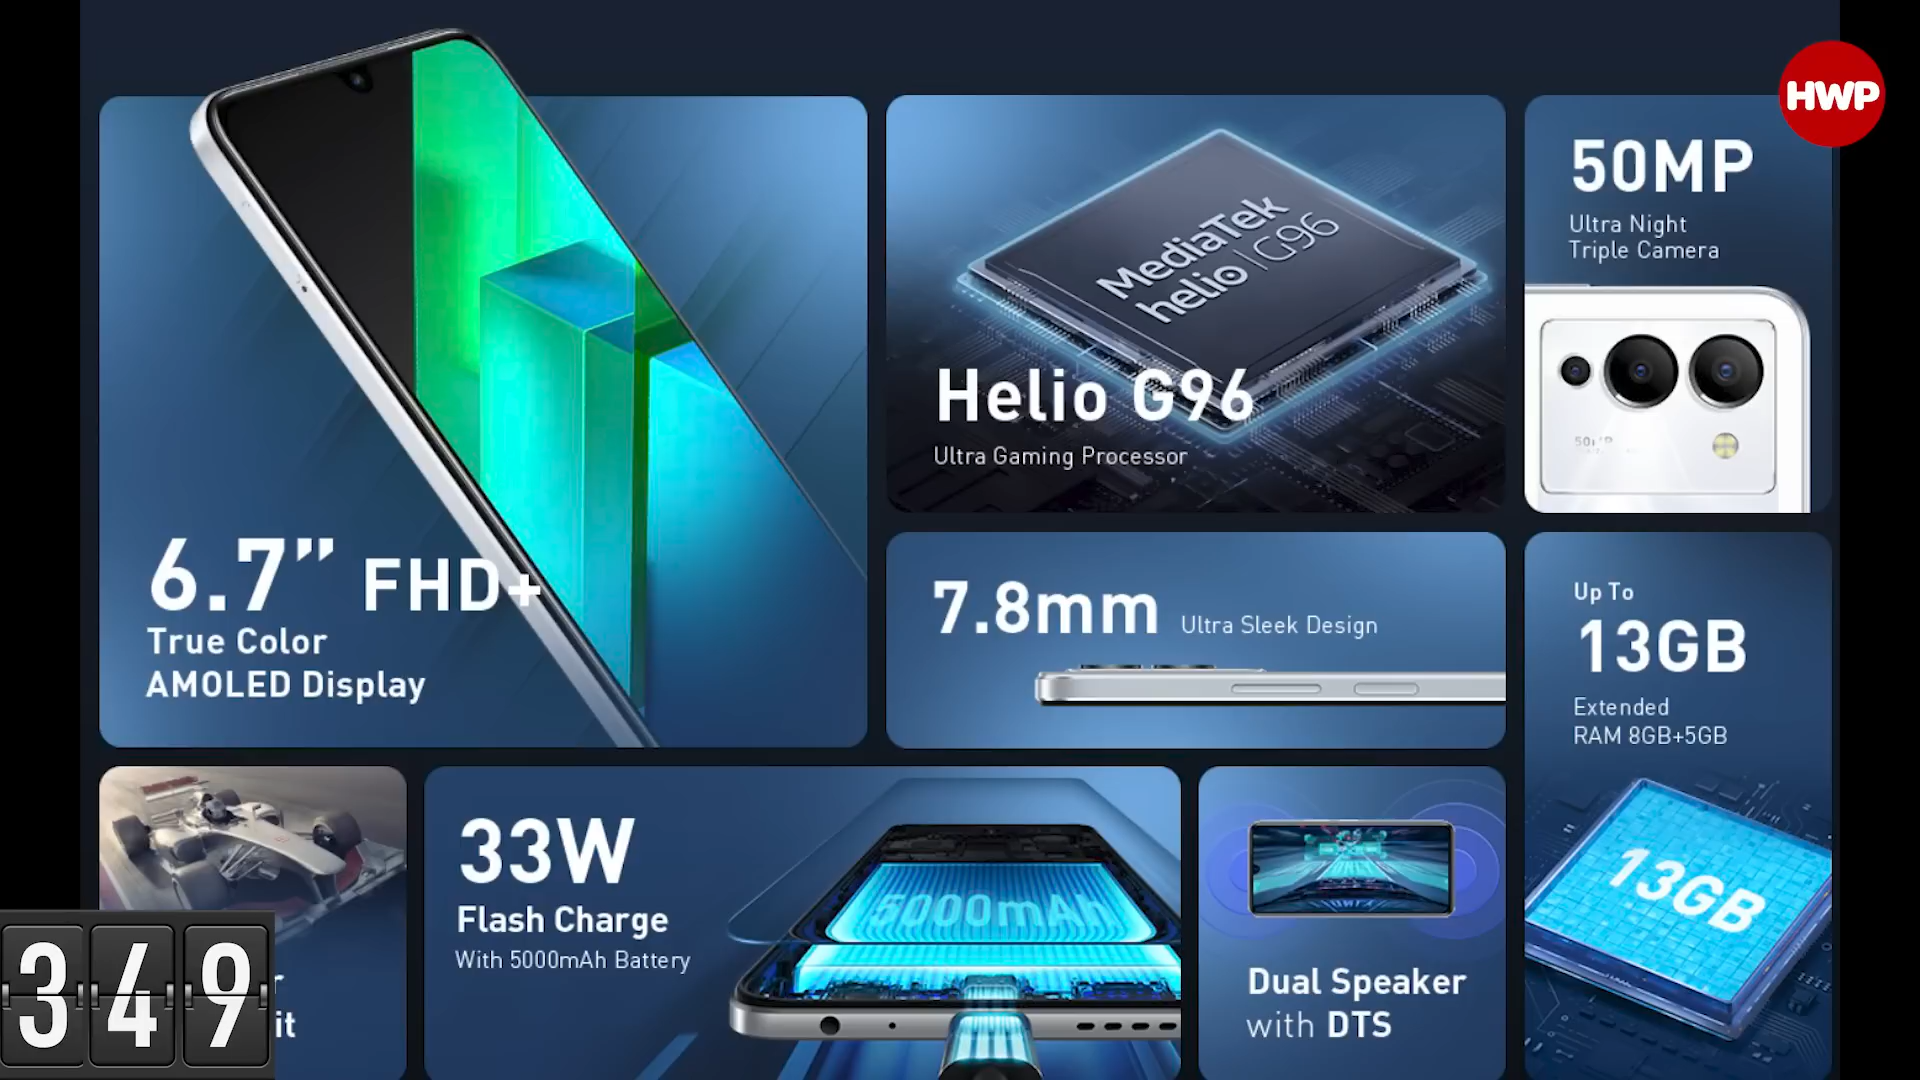 HWP
6.7” FHD+
True Color
AMOLED Display
MediaTek
helio | G96
Helio G96
Ultra Gaming Processor
50MP
Ultra Night
Triple Camera
7.8mm Ultra Sleek Design
Up To
13GB
Extended
RAM 8GB+5GB
13GB
33W
Flash Charge
With 5000mAh Battery
5000mAh
Dual Speaker
with DTS
349